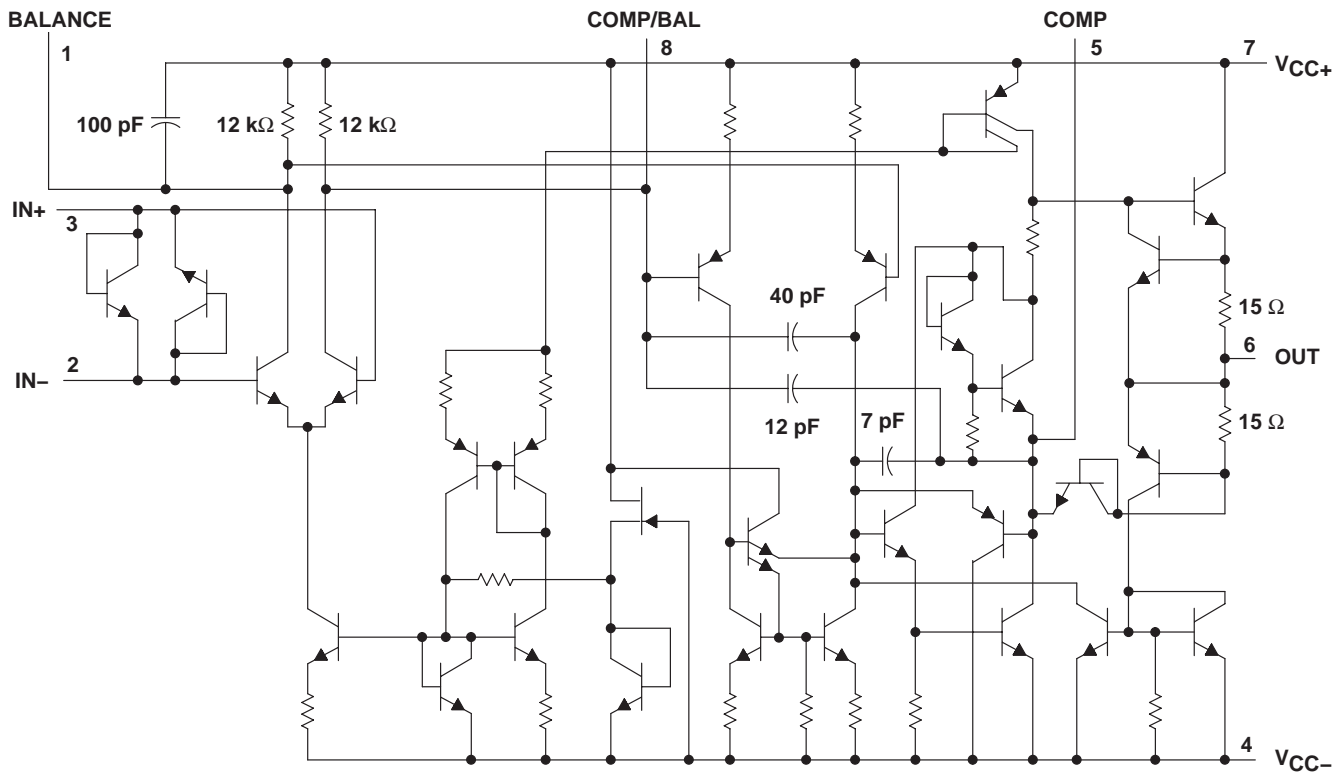 BALANCE
COMP/BAL
COMP
1
8
5
7
VCC+
100 pF
12 kΩ
12 kΩ
IN+
3
40 pF
15 Ω
2
6
OUT
IN–
12 pF
7 pF
15 Ω
4
VCC–